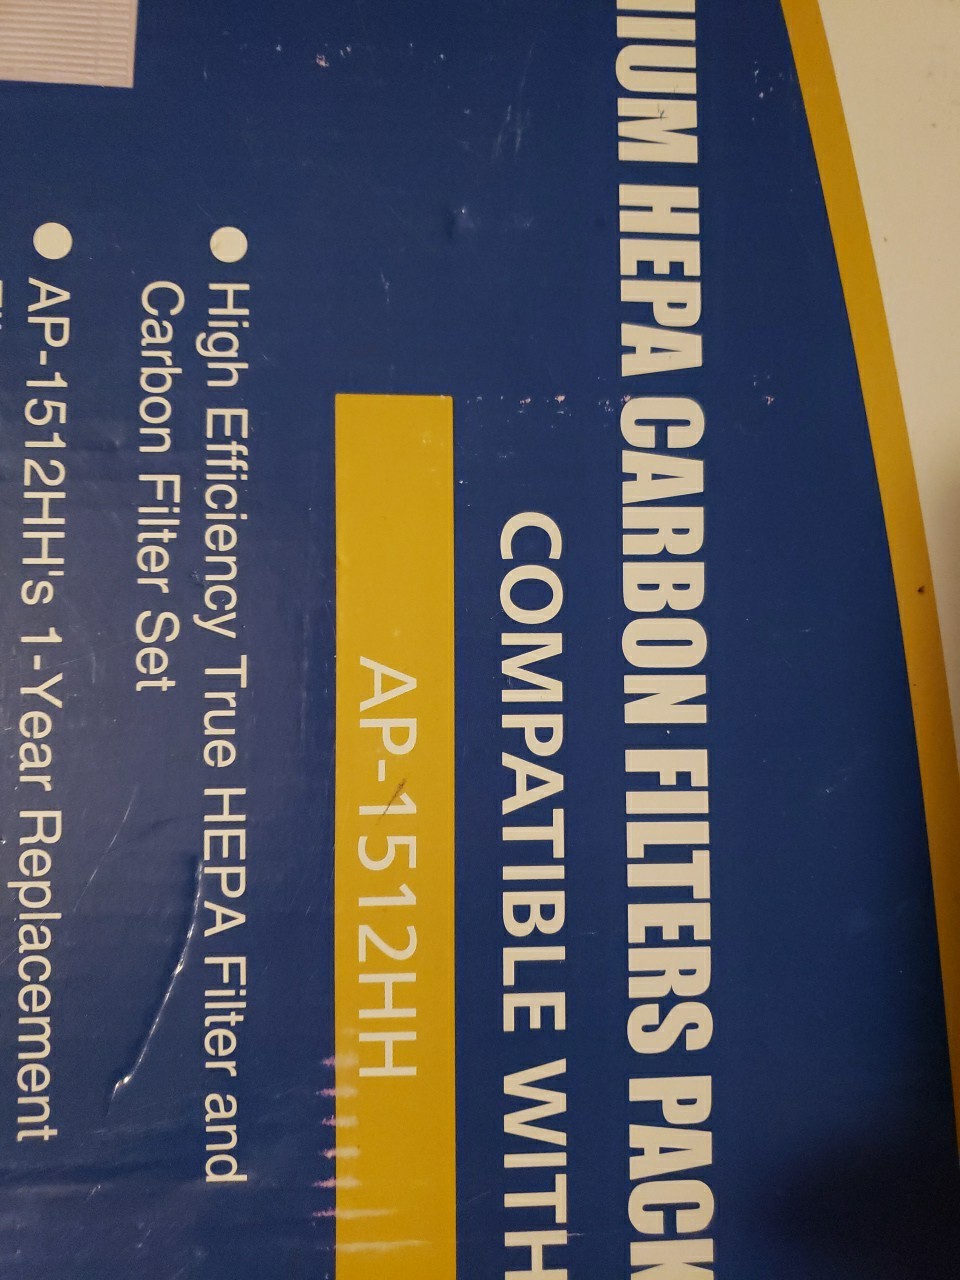 HEPA CARBON FILTERS PACK
COMPATIBLE WITH
AP-1512HH
● High Efficiency True HEPA Filter and
Carbon Filter Set
● AP-1512HH's 1-Year Replacement